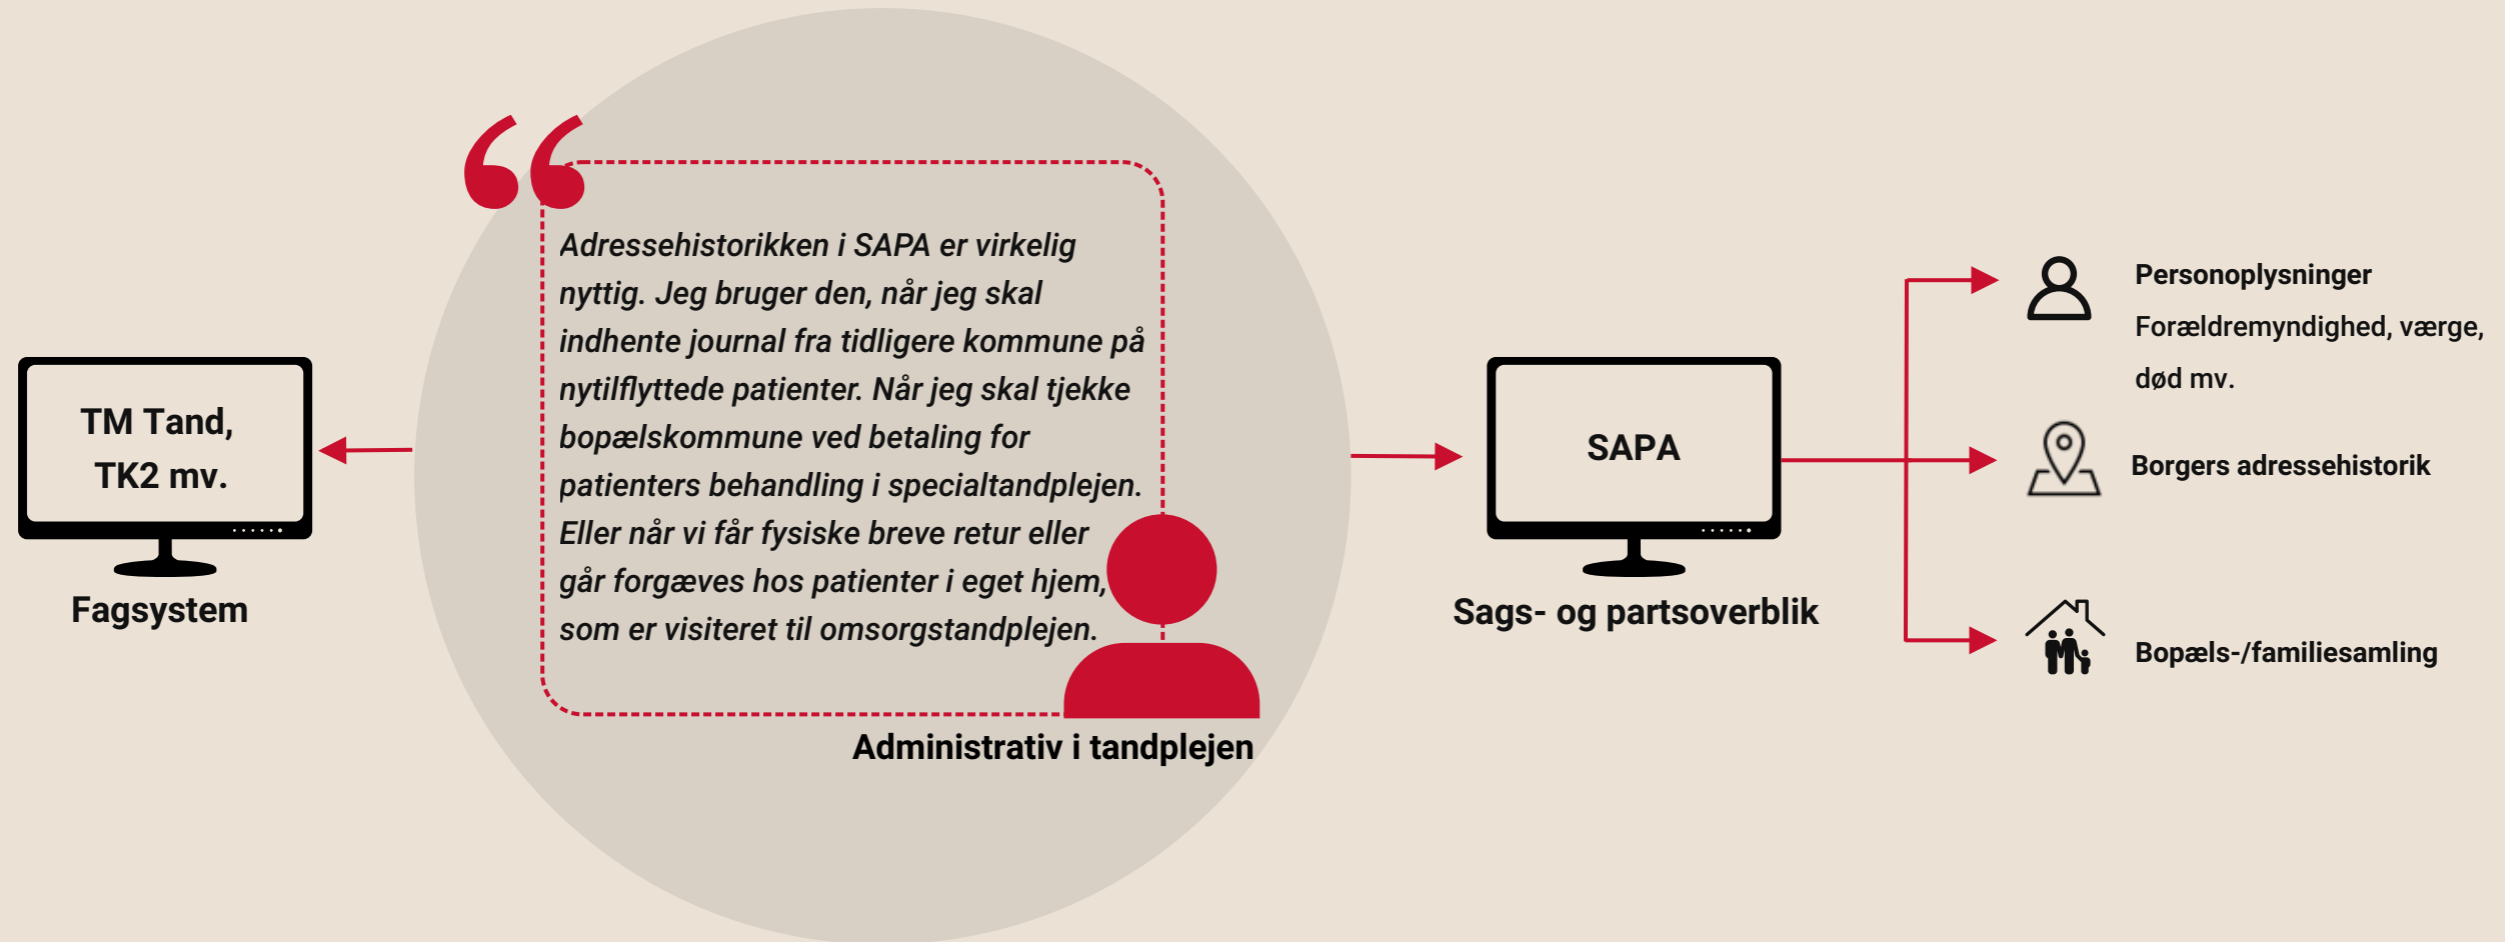 TM Tand,
TK2 mv.
Fagsystem
Adressehistorikken i SAPA er virkelig
nyttig. Jeg bruger den, når jeg skal
indhente journal fra tidligere kommune på
nytilflyttede patienter. Når jeg skal tjekke
bopælskommune ved betaling for
patienters behandling i specialtandplejen.
Eller når vi får fysiske breve retur eller
går forgæves hos patienter i eget hjem,
som er visiteret til omsorgstandplejen.
Administrativ i tandplejen
SAPA
Sags- og partsoverblik
Personoplysninger
Forældremyndighed, værge,
død mv.
Borgers adressehistorik
Bopæls-/familiesamling